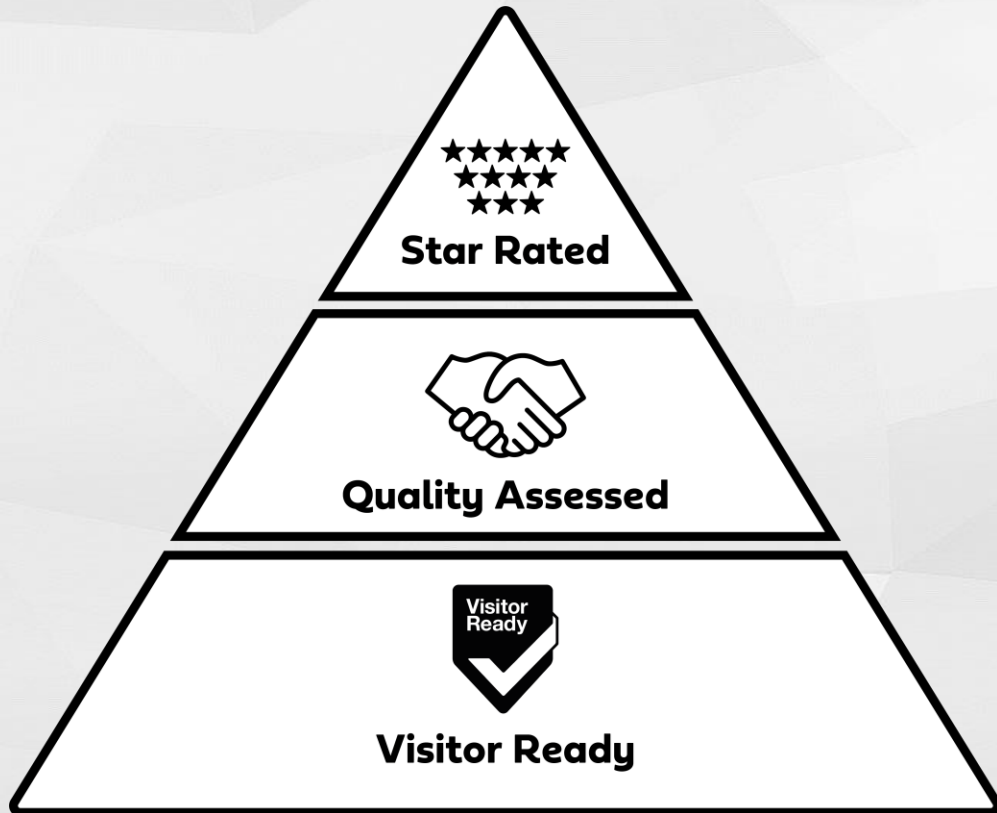 Star Rated
Quality Assessed
Visitor
Ready
Visitor Ready